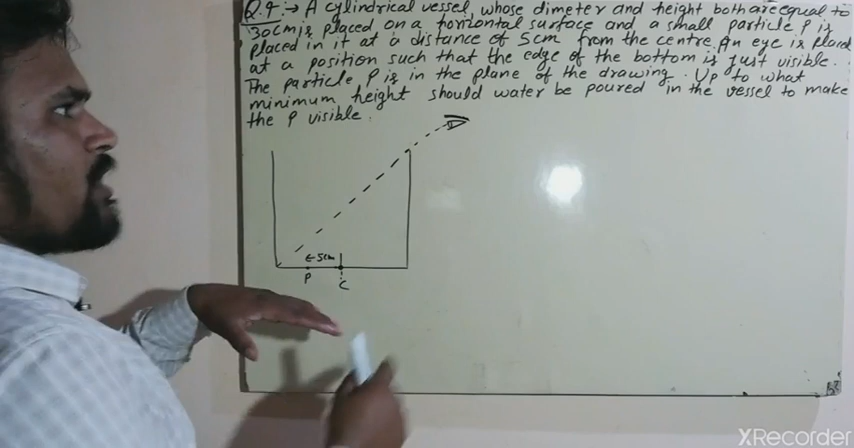 Q.9:→ A cylindrical vessel, whose dimeter and height both are equal to
30cm is placed on a horizontal surface and a small particle P is
placed in it at a distance of 5cm from the centre. An eye is placed
at a position such that the edge of the bottom is just visible.
The particle P is in the plane of the drawing. Up to what
minimum height should water be poured in the vessel to make
the P visible.
← 5cm
P
C
XRecorder